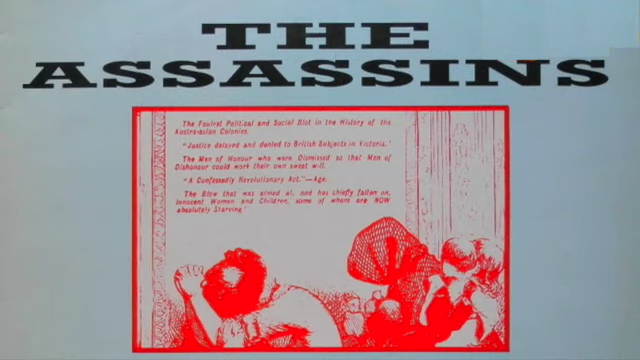 THE
ASSASSINS
The Foulest Political and Social Blot in the History of the
Austro-asian Colonies.
"Justice delayed and denied to British Subjects in Victoria.'
The Men of Honour who were Dismissed so that Men of
Dishonour could work their own sweet will.
"A Confessedly Revolutionary Act."—Age.
The Blow that was aimed at, and has chiefly fallen on,
Innocent Women and Children, some of whom are NOW
absolutely Starving!